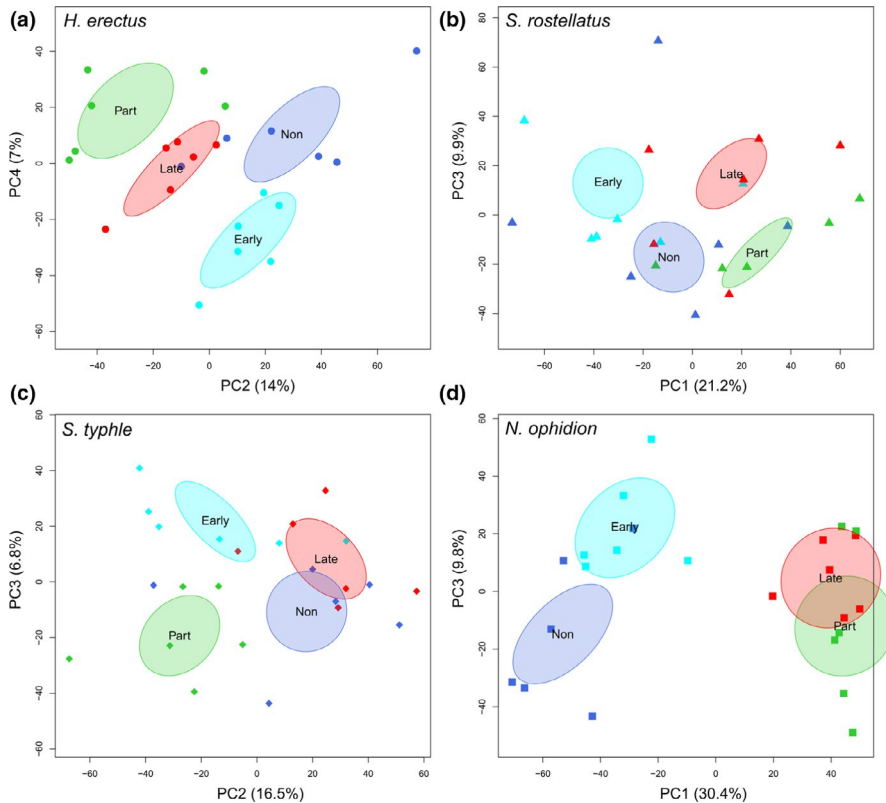 (a) H. erectus
40
20
0
−20
−40
−60
PC4 (7%)
Part
Late
Non
Early
−40 −20 0 20 40 60
PC2 (14%)
(b) S. rostellatus
80
60
40
20
0
−20
−40
PC3 (9.9%)
Early
Late
Non
Part
−60 −40 −20 0 20 40 60
PC1 (21.2%)
(c) S. typhle
60
40
20
0
−20
−40
−60
PC3 (6.8%)
Early
Late
Non
Part
−60 −40 −20 0 20 40 60
PC2 (16.5%)
(d) N. ophidion
60
40
20
0
−20
−40
PC3 (9.8%)
Early
Late
Non
Part
−60 −40 −20 0 20 40
PC1 (30.4%)